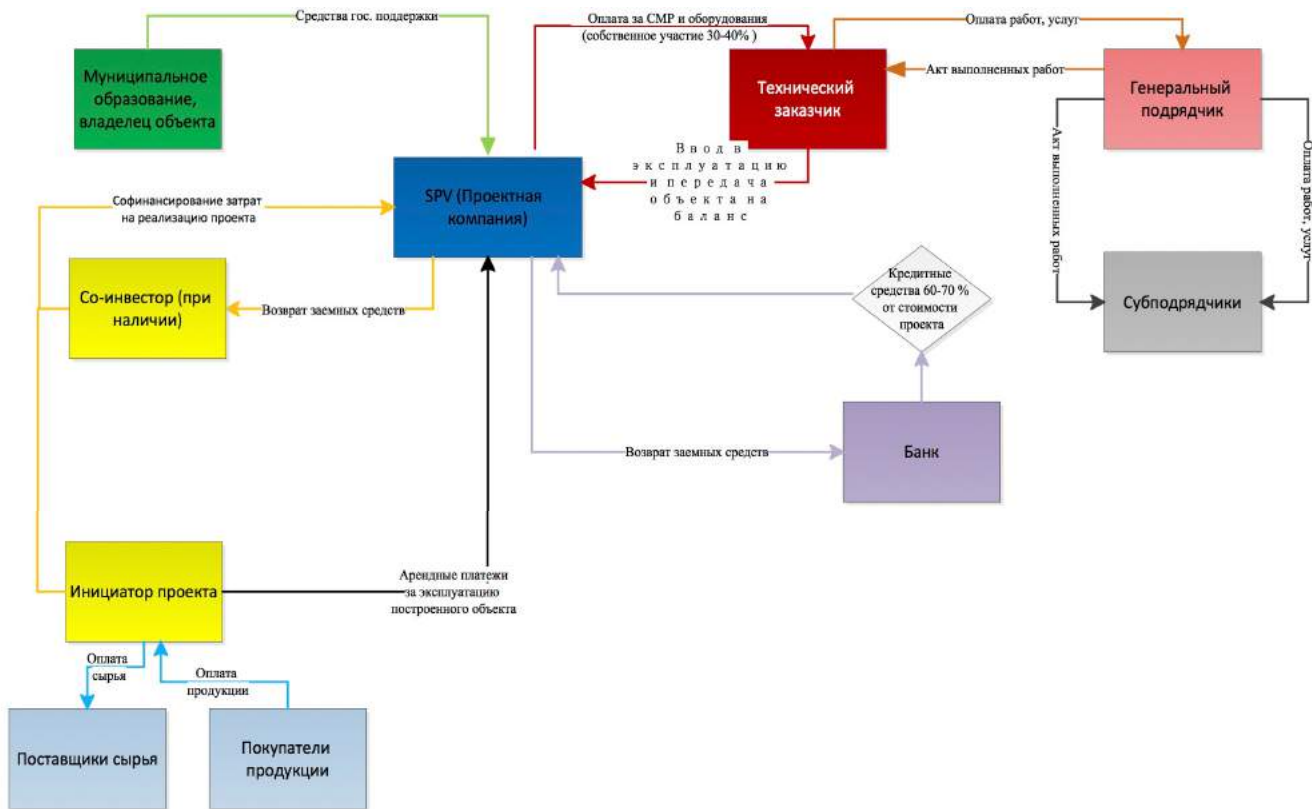 Средства гос. поддержки
Оплата за СМР и оборудования
(собственное участие 30-40% )
Оплата работ, услуг
Муниципальное
образование,
владелец объекта
Технический
заказчик
Акт выполненных работ
Генеральный
подрядчик
Ввод в
эксплуатацию
и передача
объекта на
баланс
Акт выполненных работ
Оплата работ, услуг
SPV (Проектная
компания)
Софинансирование затрат
на реализацию проекта
Со-инвестор (при
наличии)
Возврат заемных средств
Кредитные
средства 60-70 %
от стоимости
проекта
Субподрядчики
Возврат заемных средств
Банк
Инициатор проекта
Арендные платежи
за эксплуатацию
построенного объекта
Оплата
сырья
Оплата
продукции
Поставщики сырья
Покупатели
продукции